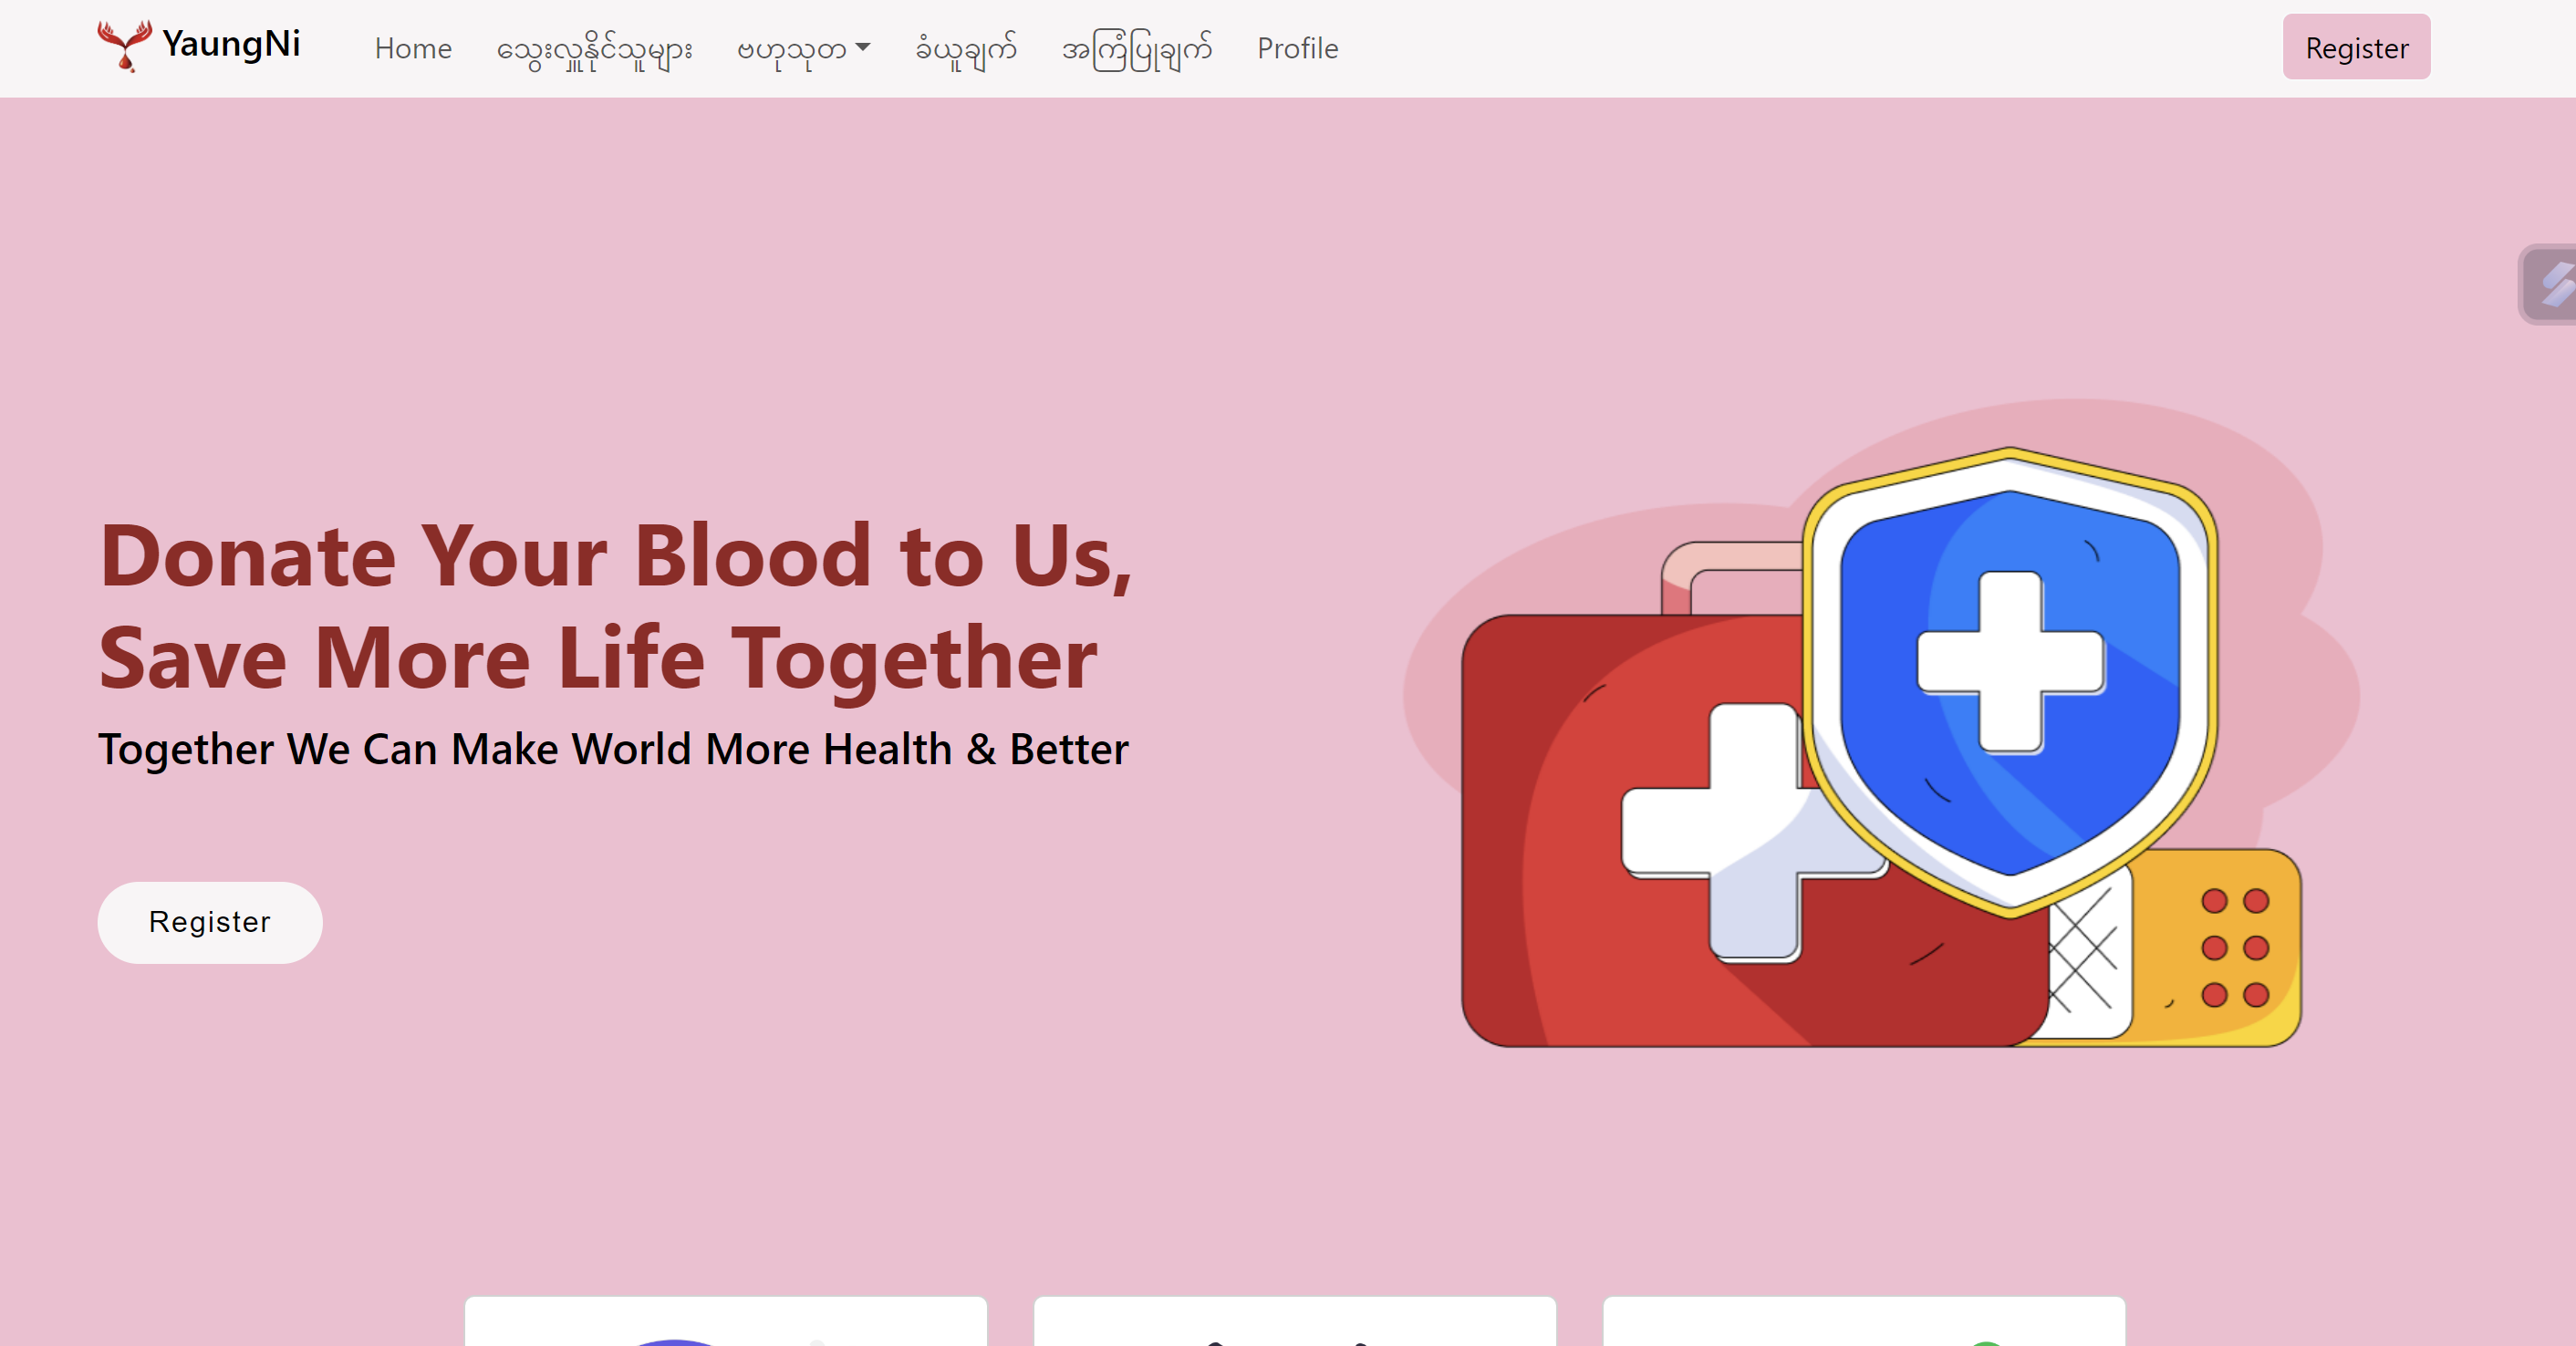 YaungNi
Home
သွေးလှူနိုင်သူများ
ဗဟုသုတ
ခံယူချက်
အကြံပြုချက်
Profile
Register
Donate Your Blood to Us,
Save More Life Together
Together We Can Make World More Health & Better
Register